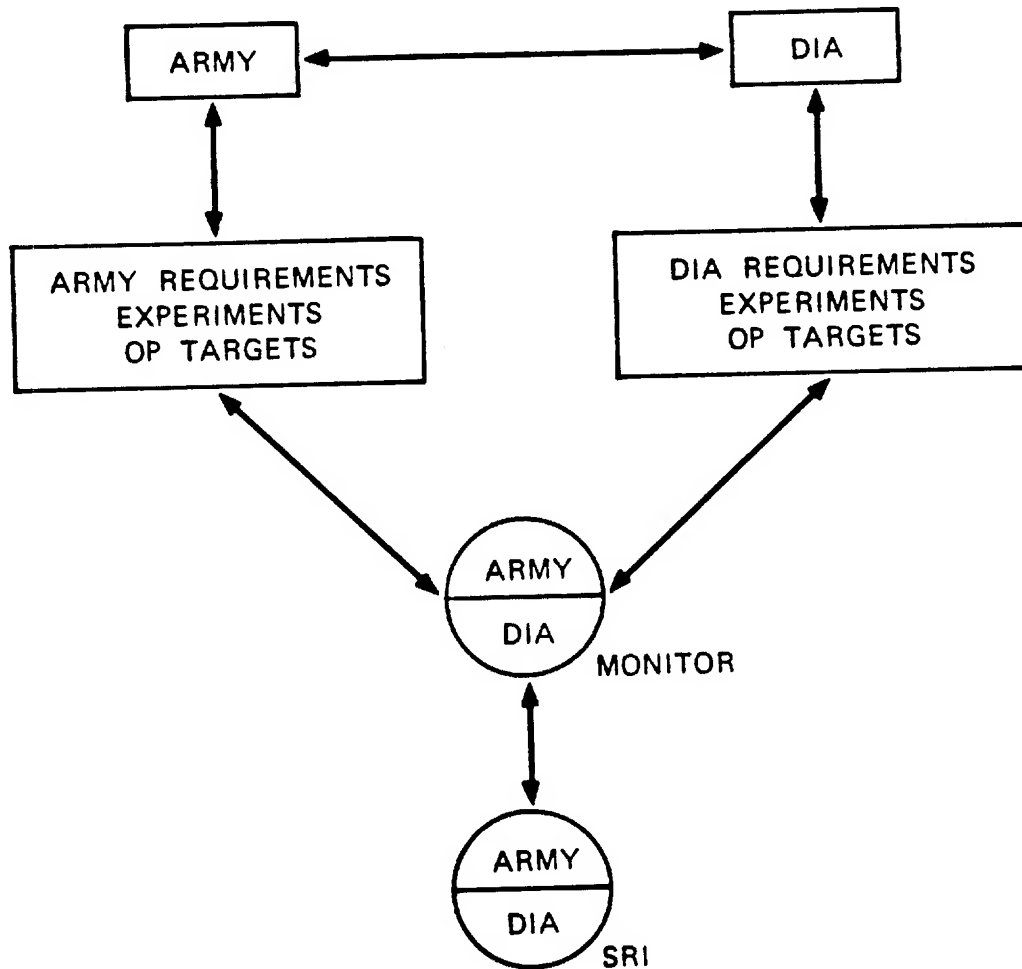 ARMY
DIA
ARMY REQUIREMENTS
EXPERIMENTS
OP TARGETS
DIA REQUIREMENTS
EXPERIMENTS
OP TARGETS
ARMY
DIA
MONITOR
ARMY
DIA
SRI